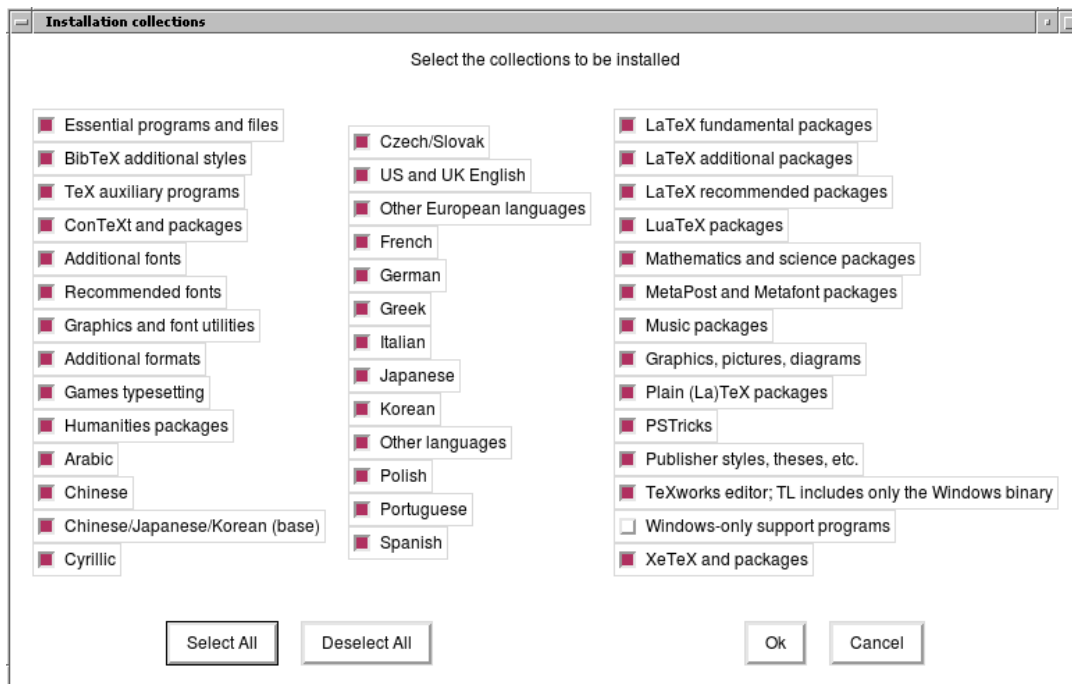 Installation collections
Select the collections to be installed
Essential programs and files
BibTeX additional styles
TeX auxiliary programs
ConTeXt and packages
Additional fonts
Recommended fonts
Graphics and font utilities
Additional formats
Games typesetting
Humanities packages
Arabic
Chinese
Chinese/Japanese/Korean (base)
Cyrillic
Czech/Slovak
US and UK English
Other European languages
French
German
Greek
Italian
Japanese
Korean
Other languages
Polish
Portuguese
Spanish
LaTeX fundamental packages
LaTeX additional packages
LaTeX recommended packages
LuaTeX packages
Mathematics and science packages
MetaPost and Metafont packages
Music packages
Graphics, pictures, diagrams
Plain (La)TeX packages
PSTricks
Publisher styles, theses, etc.
TeXworks editor; TL includes only the Windows binary
Windows-only support programs
XeTeX and packages
Select All
Deselect All
Ok
Cancel